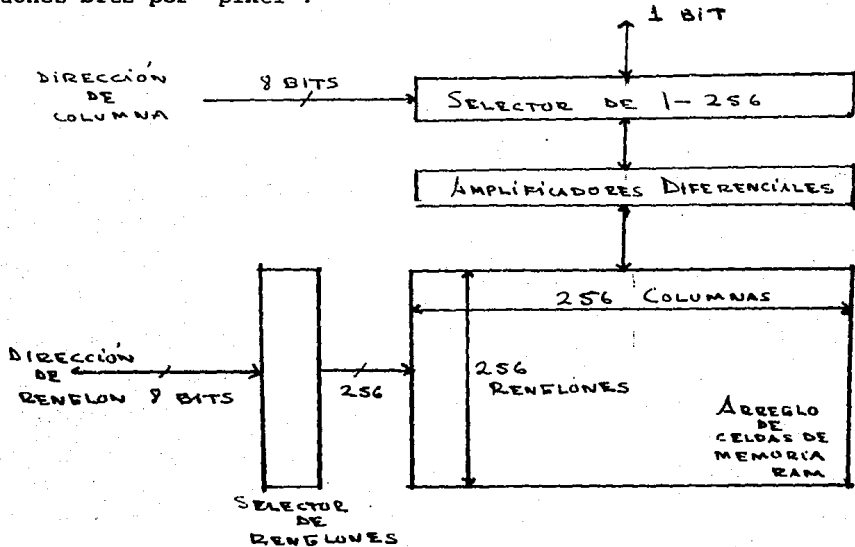 bits por "pixel".
1 BIT
DIRECCIÓN
DE
COLUMNA
8 BITS
SELECTOR DE 1-256
AMPLIFICADORES DIFERENCIALES
256 COLUMNAS
256
RENGLONES
DIRECCIÓN
DE
RENGLON 8 BITS
256
ARREGLO
DE
CELDAS DE
MEMORIA
RAM
SELECTOR
DE
RENGLONES